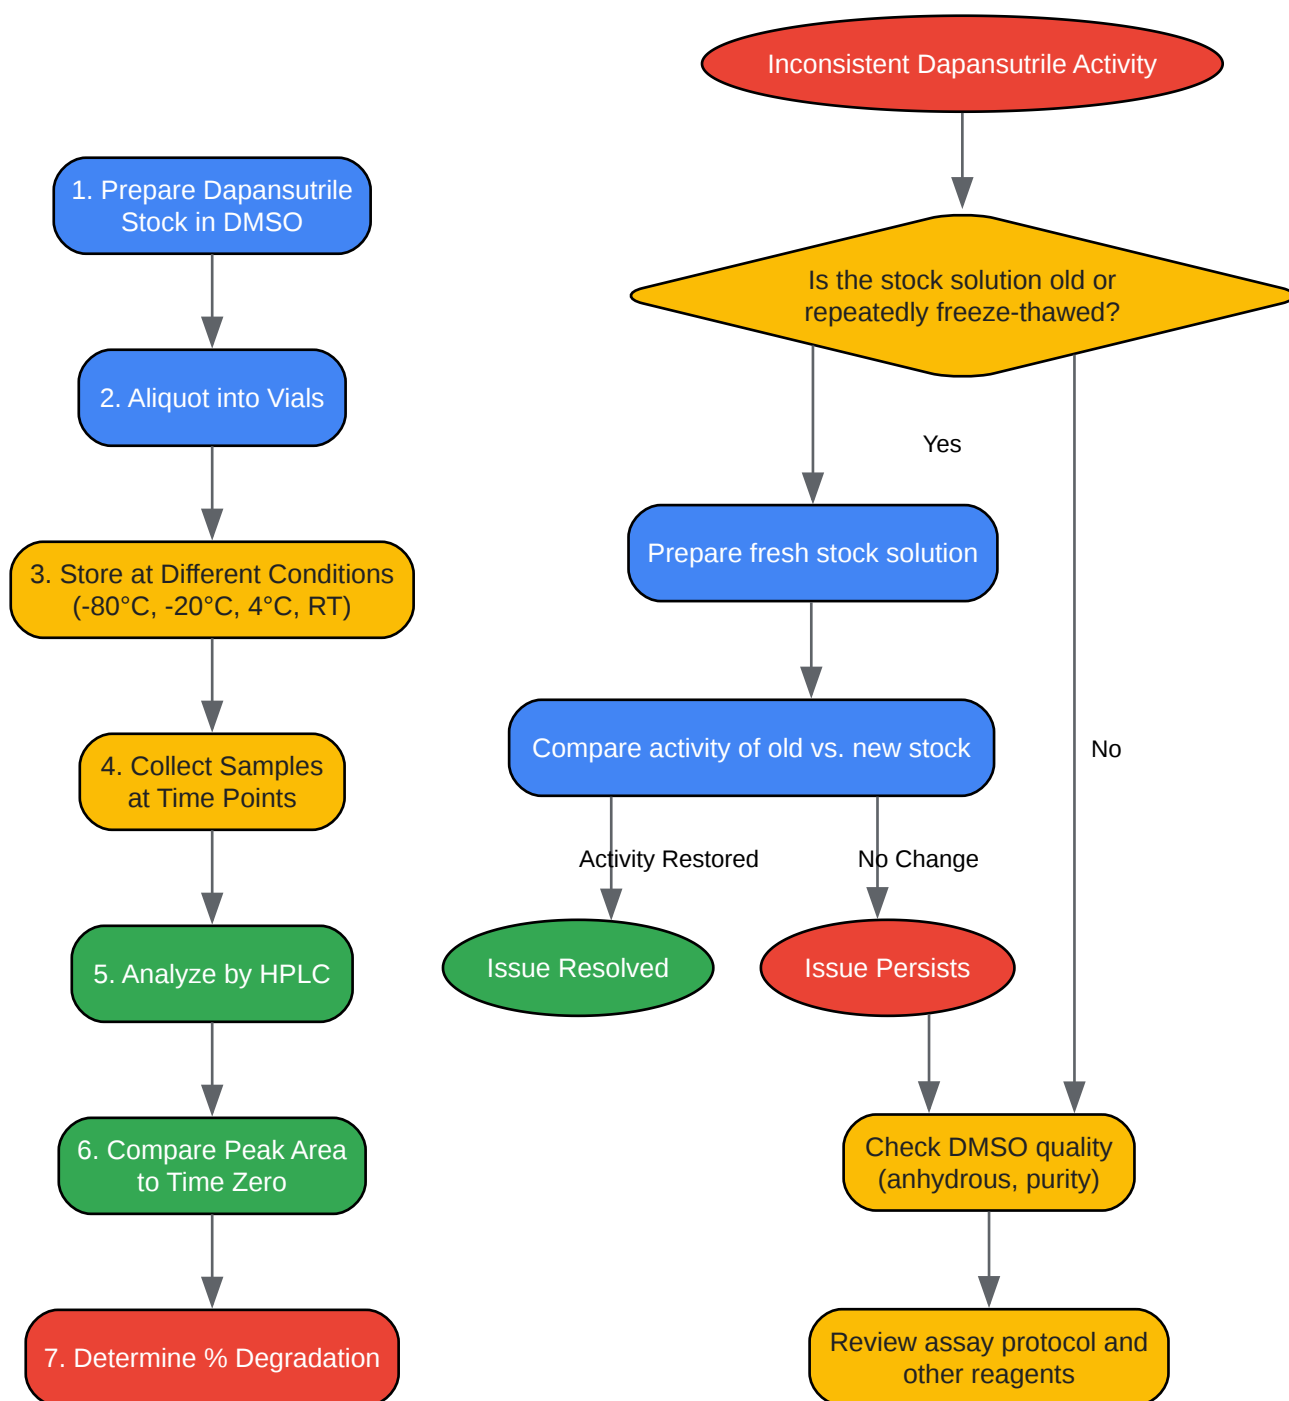 1. Prepare Dapansutrile
Stock in DMSO
2. Aliquot into Vials
3. Store at Different Conditions
(-80°C, -20°C, 4°C, RT)
4. Collect Samples
at Time Points
5. Analyze by HPLC
6. Compare Peak Area
to Time Zero
7. Determine % Degradation
Inconsistent Dapansutrile Activity
Is the stock solution old or
repeatedly freeze-thawed?
Yes
Prepare fresh stock solution
Compare activity of old vs. new stock
No
Activity Restored
No Change
Issue Resolved
Issue Persists
Check DMSO quality
(anhydrous, purity)
Review assay protocol and
other reagents